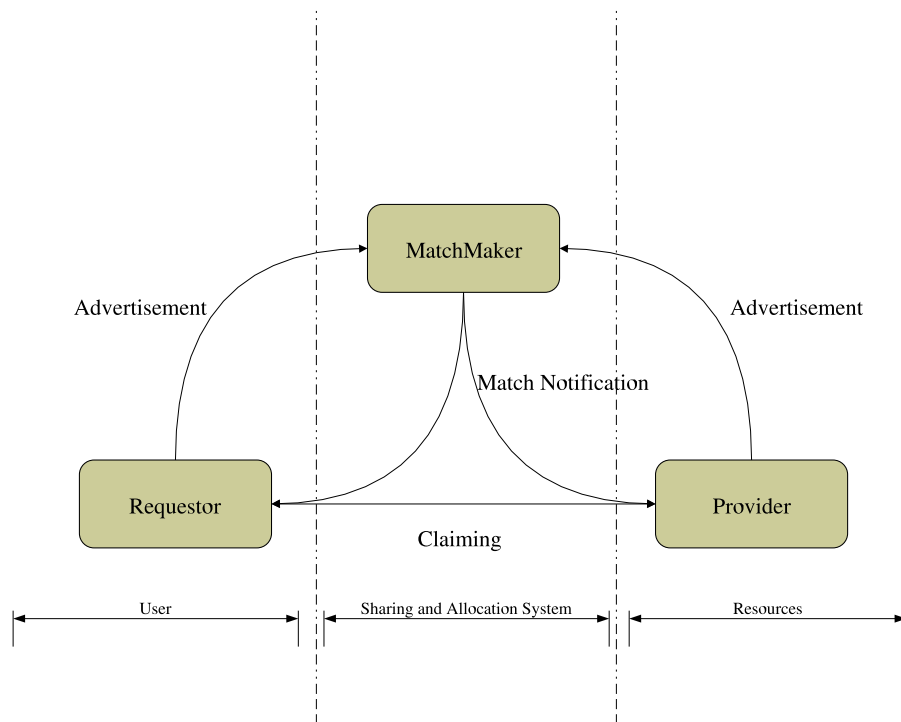 MatchMaker
Advertisement
Advertisement
Match Notification
Requestor
Provider
Claiming
User
Sharing and Allocation System
Resources